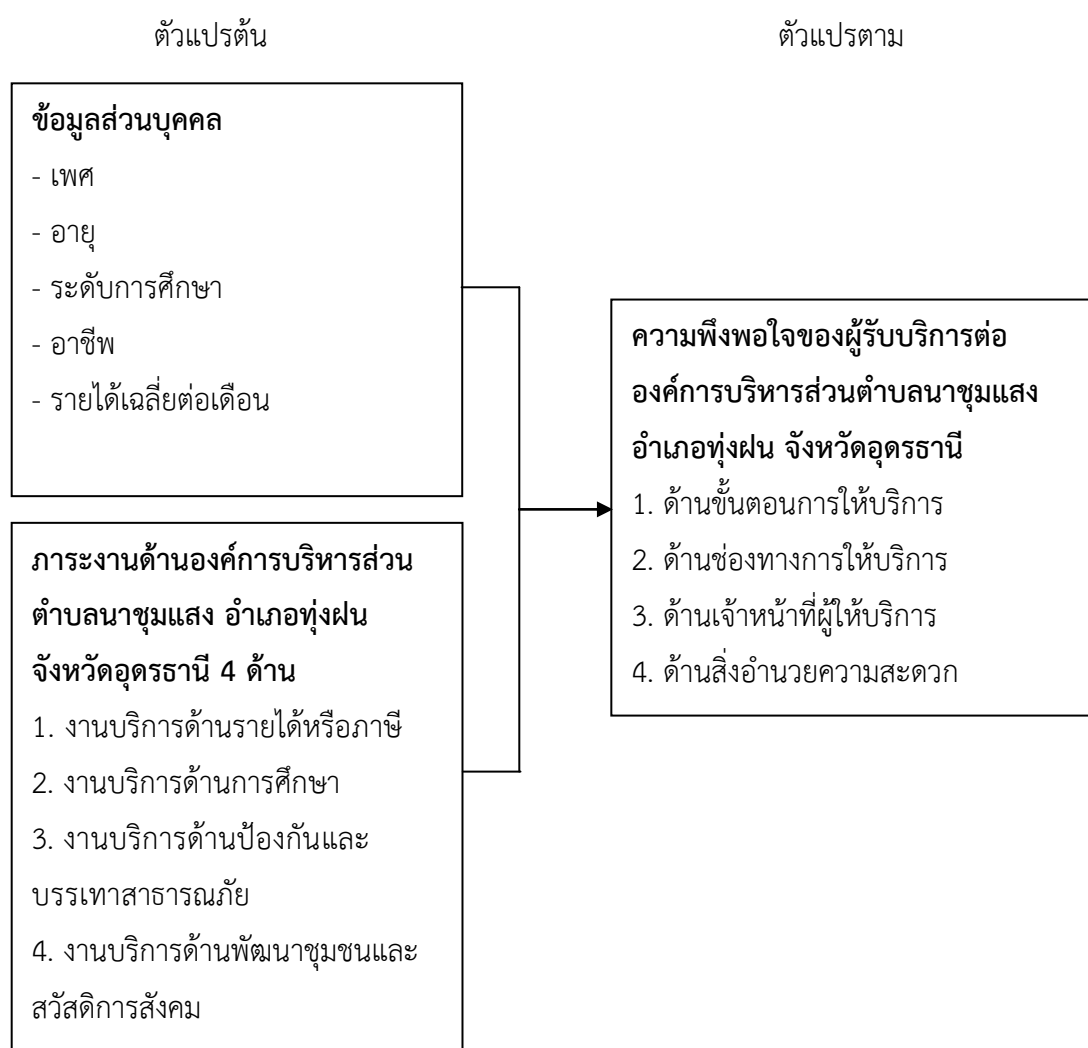 ตัวแปรต้น
ตัวแปรตาม
ข้อมูลส่วนบุคคล
- เพศ
- อายุ
- ระดับการศึกษา
- อาชีพ
- รายได้เฉลี่ยต่อเดือน
ภาระงานด้านองค์การบริหารส่วน
ตำบลนาชุมแสง อำเภอทุ่งฝน
จังหวัดอุดรธานี 4 ด้าน
1. งานบริการด้านรายได้หรือภาษี
2. งานบริการด้านการศึกษา
3. งานบริการด้านป้องกันและ
บรรเทาสาธารณภัย
4. งานบริการด้านพัฒนาชุมชนและ
สวัสดิการสังคม
ความพึงพอใจของผู้รับบริการต่อ
องค์การบริหารส่วนตำบลนาชุมแสง
อำเภอทุ่งฝน จังหวัดอุดรธานี
1. ด้านขั้นตอนการให้บริการ
2. ด้านช่องทางการให้บริการ
3. ด้านเจ้าหน้าที่ผู้ให้บริการ
4. ด้านสิ่งอำนวยความสะดวก